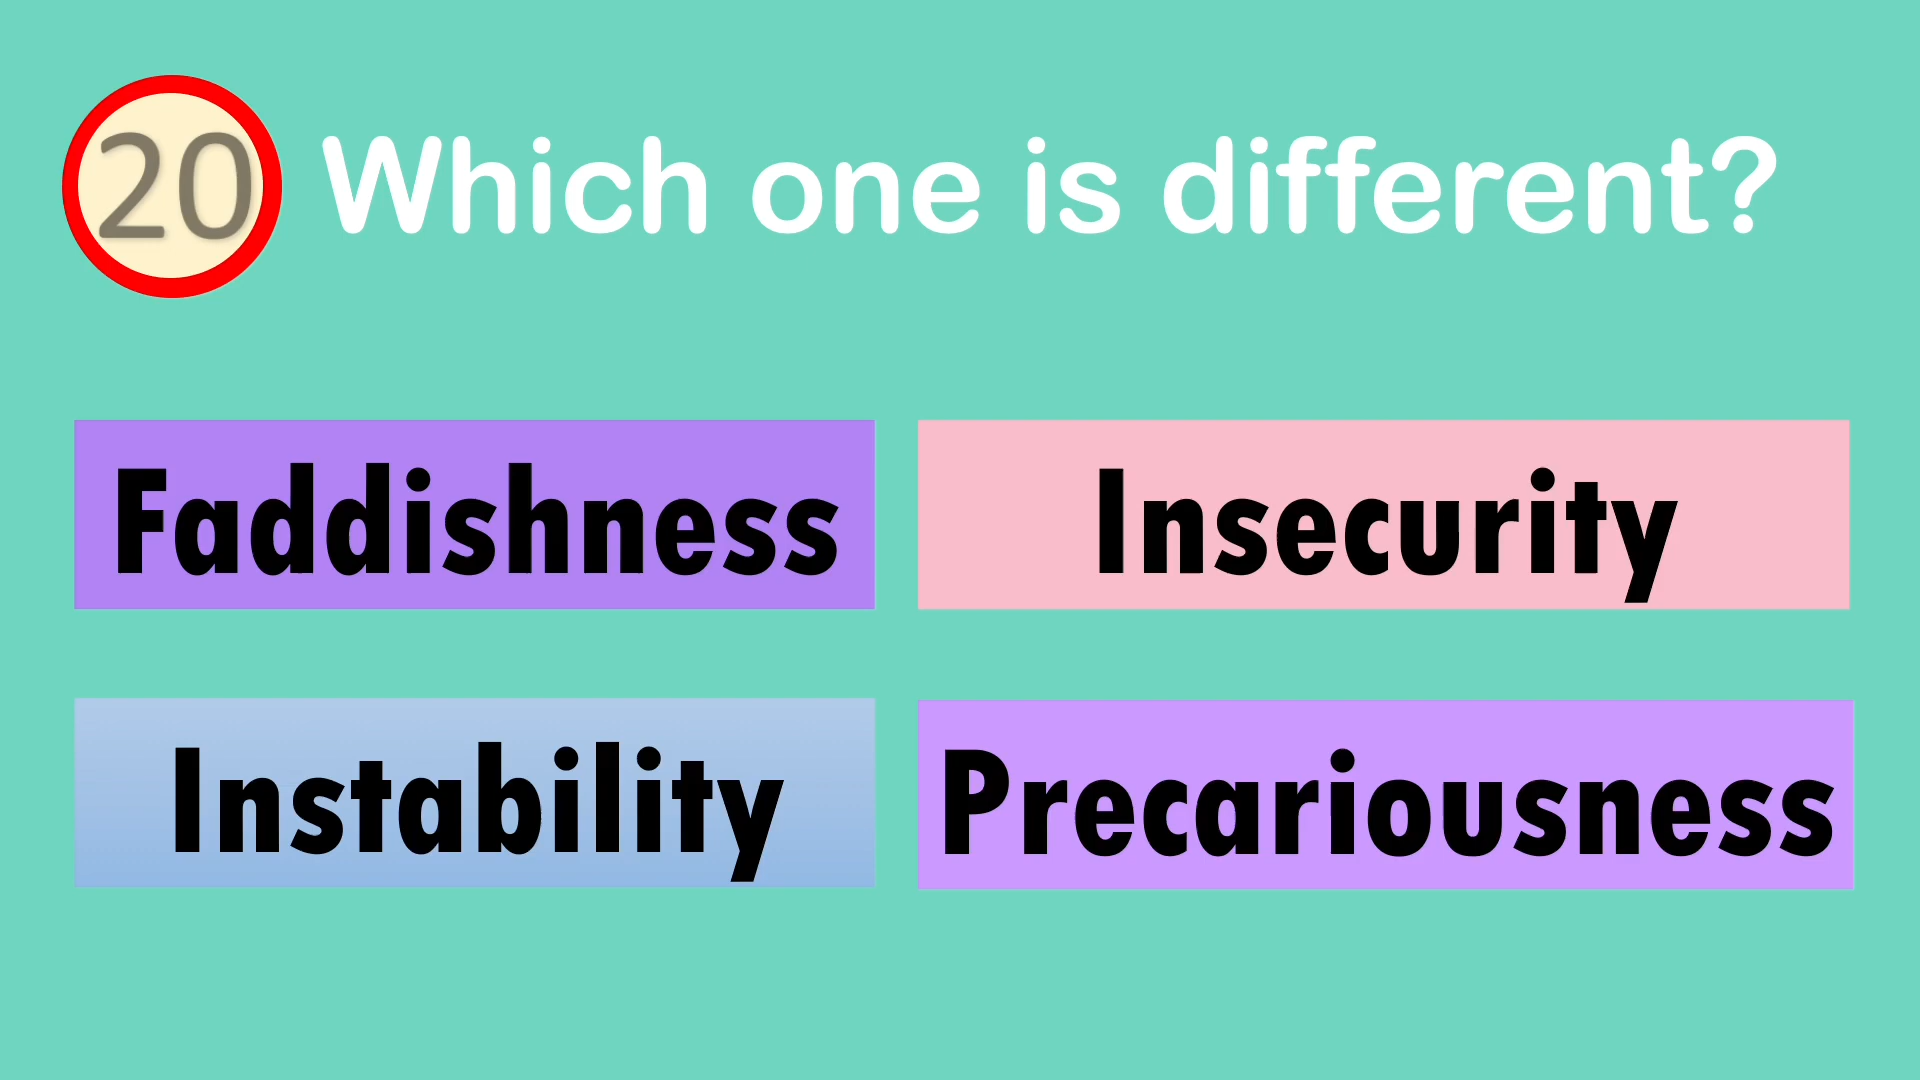 20 Which one is different?
Faddishness
Insecurity
Instability
Precariousness